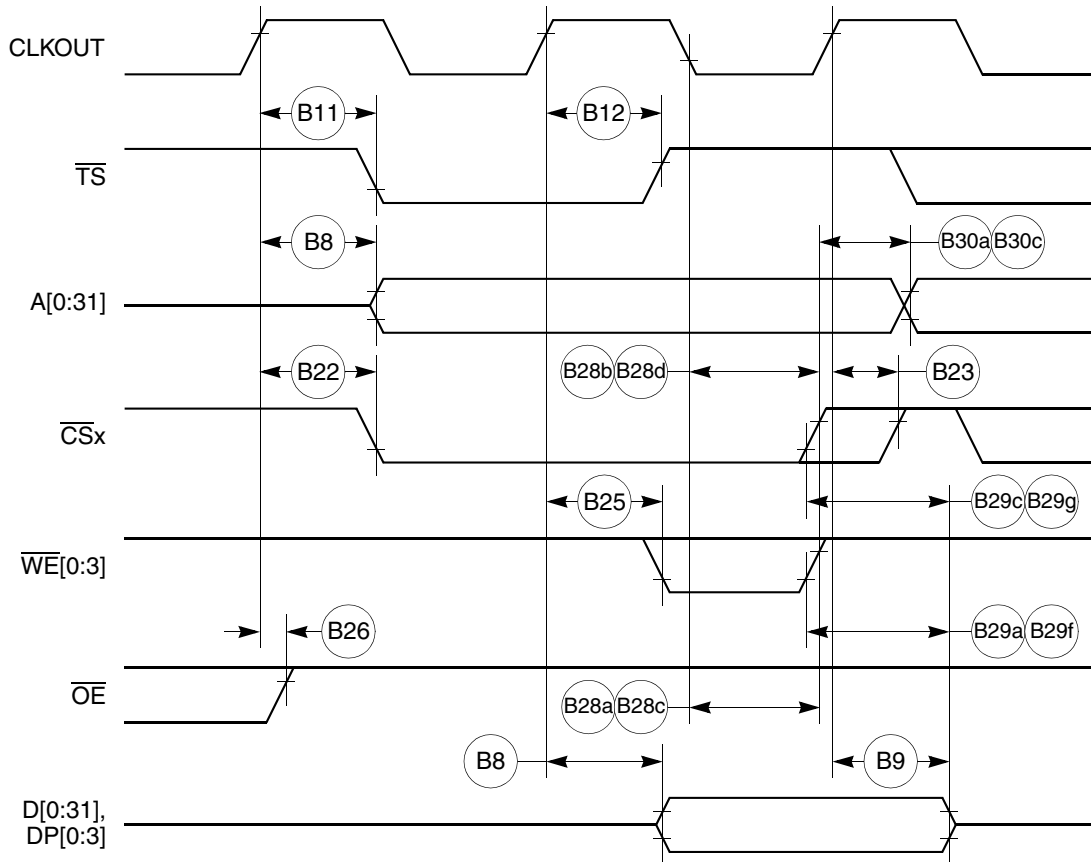 CLKOUT
B11
B12
TS
B8
B30a B30c
A[0:31]
B22
B28b B28d
B23
CSx
B25
B29c B29g
WE[0:3]
B26
B29a B29f
OE
B28a B28c
B8
B9
D[0:31],
DP[0:3]